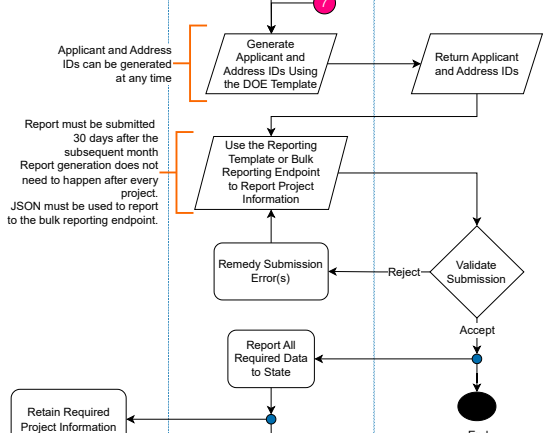 7
Applicant and Address
IDs can be generated
at any time
Generate
Applicant and
Address IDs Using
the DOE Template
Return Applicant
and Address IDs
Report must be submitted
30 days after the
subsequent month
Report generation does not
need to happen after every
project.
JSON must be used to report
to the bulk reporting endpoint.
Use the Reporting
Template or Bulk
Reporting Endpoint
to Report Project
Information
Remedy Submission
Error(s)
Reject
Validate
Submission
Accept
Report All
Required Data
to State
Retain Required
Project Information